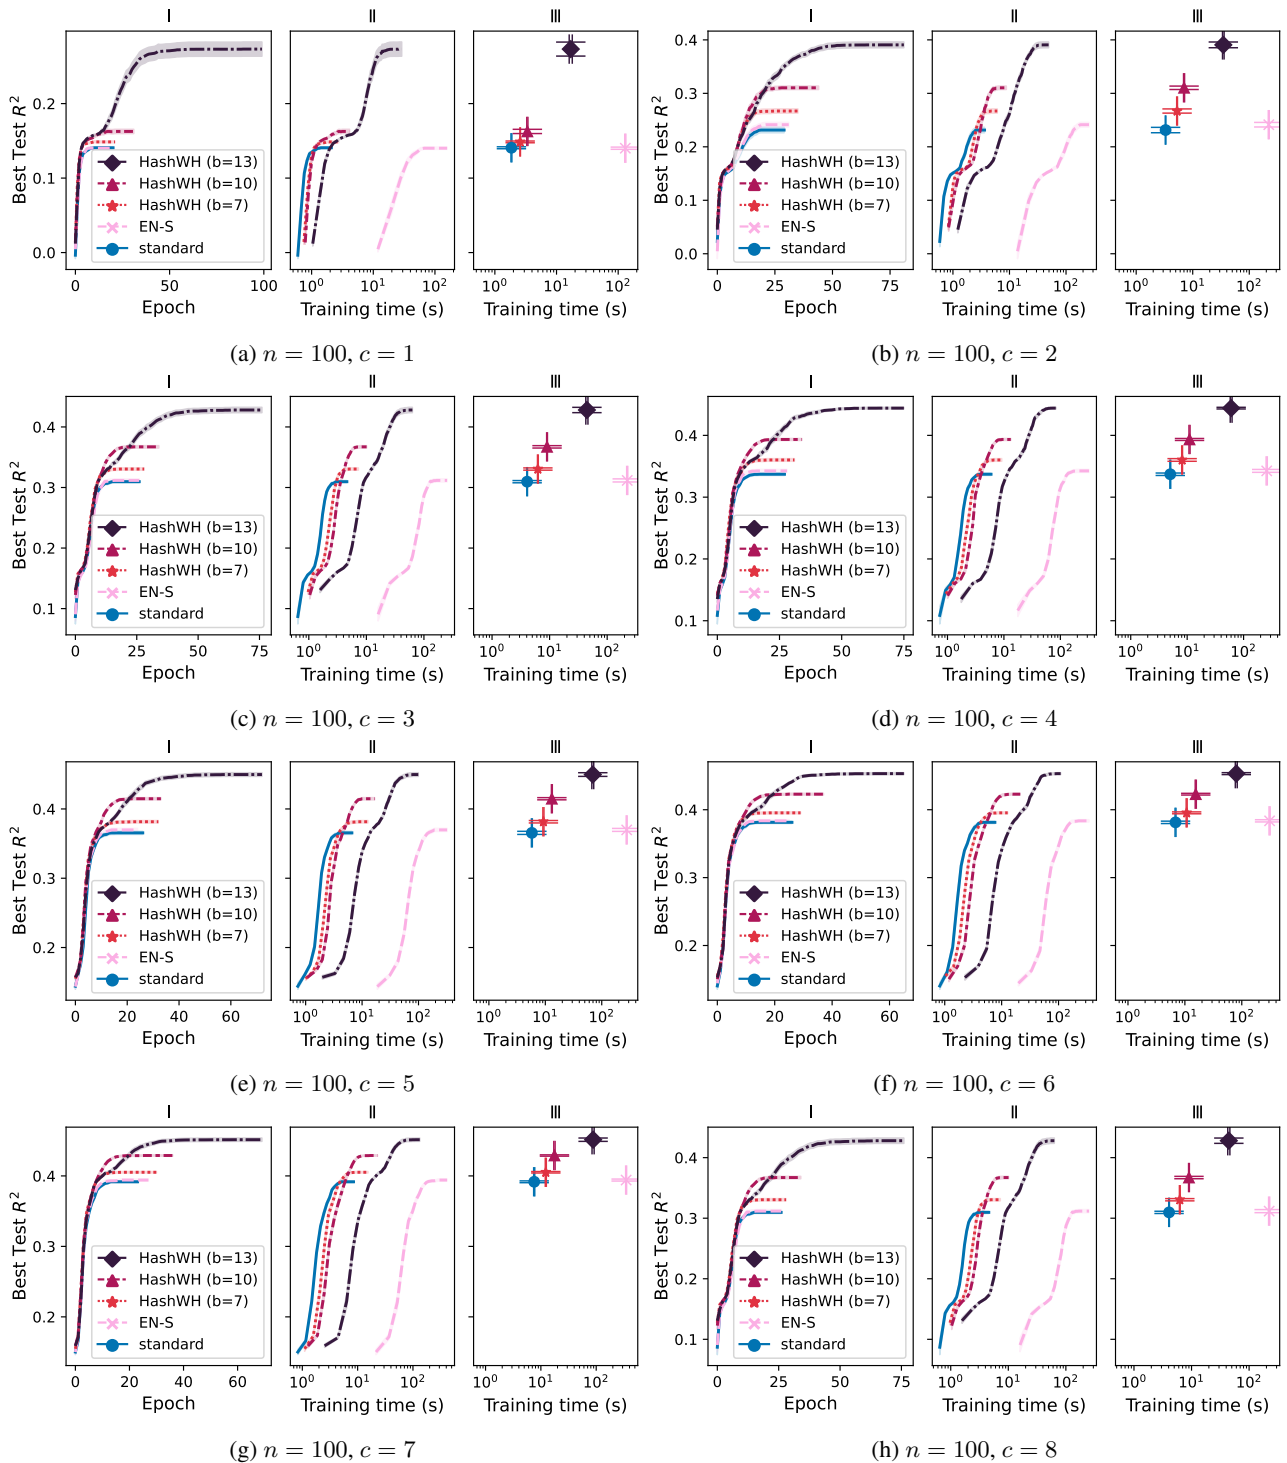 I II III I II III
Best Test R²
0.2
0.1
0.0
HashWH (b=13)
HashWH (b=10)
HashWH (b=7)
EN-S
standard
0 50 100
10⁰ 10¹ 10²
10⁰ 10¹ 10²
Epoch Training time (s) Training time (s)
(a) n = 100, c = 1
Best Test R²
0.4
0.3
0.2
0.1
0.0
HashWH (b=13)
HashWH (b=10)
HashWH (b=7)
EN-S
standard
0 25 50 75
10⁰ 10¹ 10²
10⁰ 10¹ 10²
Epoch Training time (s) Training time (s)
(b) n = 100, c = 2
I II III I II III
Best Test R²
0.4
0.3
0.2
0.1
HashWH (b=13)
HashWH (b=10)
HashWH (b=7)
EN-S
standard
0 25 50 75
10⁰ 10¹ 10²
10⁰ 10¹ 10²
Epoch Training time (s) Training time (s)
(c) n = 100, c = 3
Best Test R²
0.4
0.3
0.2
0.1
HashWH (b=13)
HashWH (b=10)
HashWH (b=7)
EN-S
standard
0 25 50 75
10⁰ 10¹ 10²
10⁰ 10¹ 10²
Epoch Training time (s) Training time (s)
(d) n = 100, c = 4
I II III I II III
Best Test R²
0.4
0.3
0.2
HashWH (b=13)
HashWH (b=10)
HashWH (b=7)
EN-S
standard
0 20 40 60
10⁰ 10¹ 10²
10⁰ 10¹ 10²
Epoch Training time (s) Training time (s)
(e) n = 100, c = 5
Best Test R²
0.4
0.3
0.2
HashWH (b=13)
HashWH (b=10)
HashWH (b=7)
EN-S
standard
0 20 40 60
10⁰ 10¹ 10²
10⁰ 10¹ 10²
Epoch Training time (s) Training time (s)
(f) n = 100, c = 6
I II III I II III
Best Test R²
0.4
0.3
0.2
HashWH (b=13)
HashWH (b=10)
HashWH (b=7)
EN-S
standard
0 20 40 60
10⁰ 10¹ 10²
10⁰ 10¹ 10²
Epoch Training time (s) Training time (s)
(g) n = 100, c = 7
Best Test R²
0.4
0.3
0.2
0.1
HashWH (b=13)
HashWH (b=10)
HashWH (b=7)
EN-S
standard
0 25 50 75
10⁰ 10¹ 10²
10⁰ 10¹ 10²
Epoch Training time (s) Training time (s)
(h) n = 100, c = 8